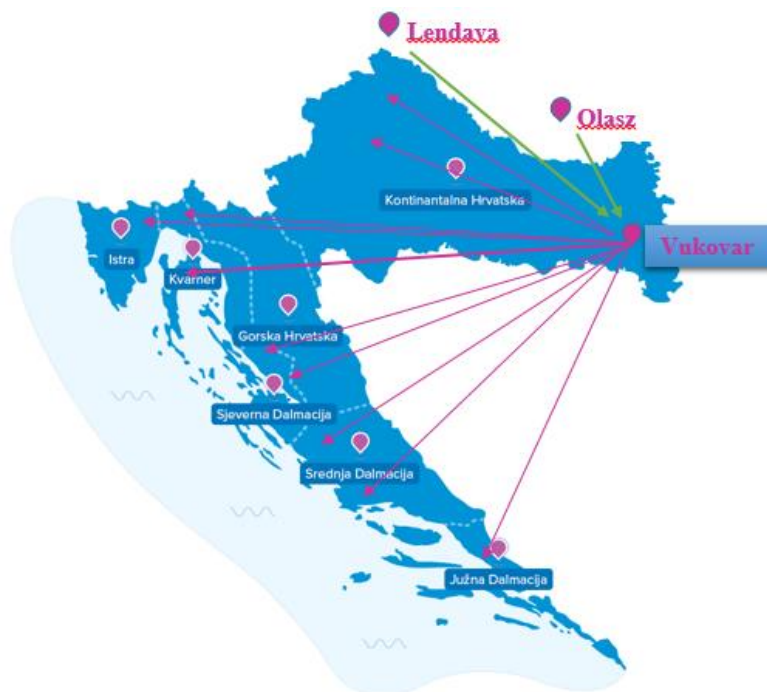 Lendava
Olasz
Kontinantalna Hrvatska
Vukovar
Istra
Kvarner
Gorska Hrvatska
Sjeverna Dalmacija
Srednja Dalmacija
Južna Dalmacija